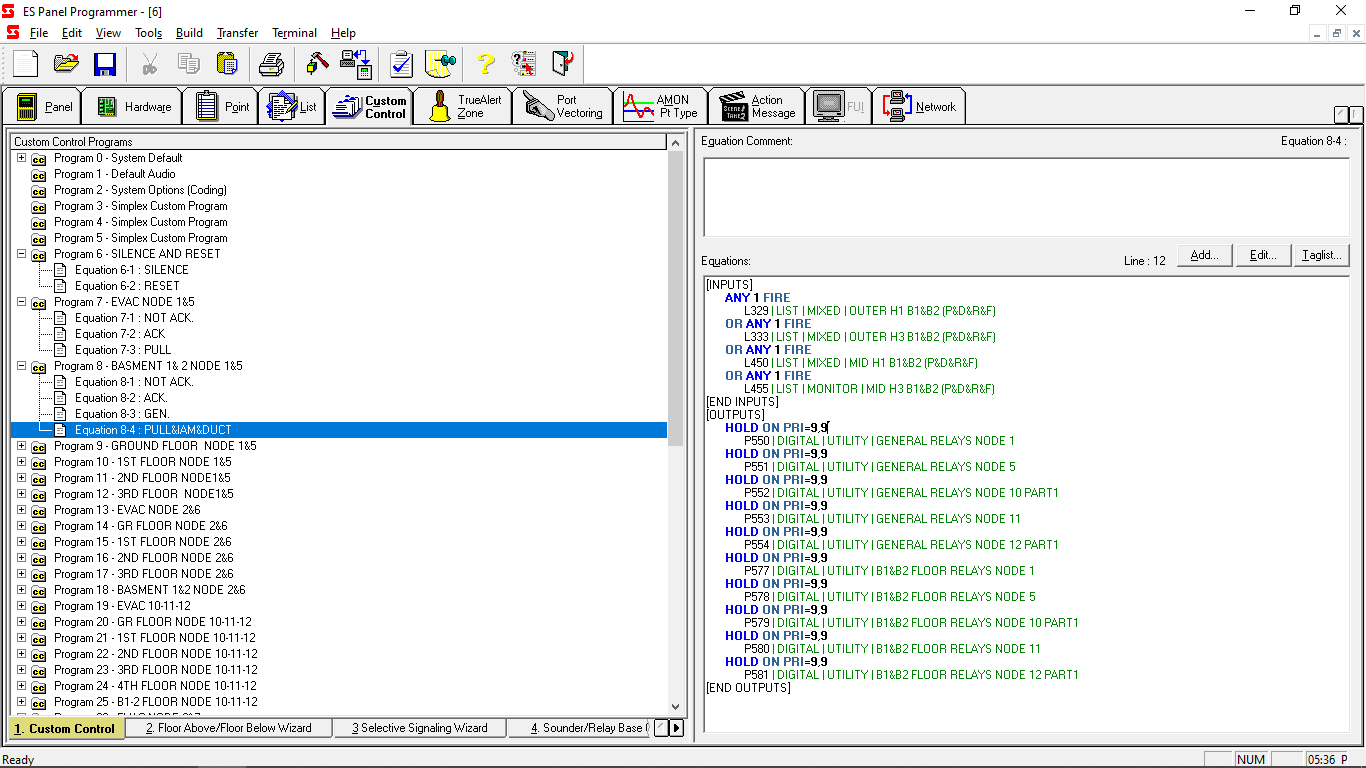 ES Panel Programmer - [6]
File Edit View Tools Build Transfer Terminal Help
Panel Hardware Point List Custom Control TrueAlert Zone Port Vectoring AMON Pt Type Action Message FUI Network
Custom Control Programs
Program 0 - System Default
Program 1 - Default Audio
Program 2 - System Options (Coding)
Program 3 - Simplex Custom Program
Program 4 - Simplex Custom Program
Program 5 - Simplex Custom Program
Program 6 - SILENCE AND RESET
Equation 6-1 : SILENCE
Equation 6-2 : RESET
Program 7 - EVAC NODE 1&5
Equation 7-1 : NOT ACK.
Equation 7-2 : ACK
Equation 7-3 : PULL
Program 8 - BASMENT 1& 2 NODE 1&5
Equation 8-1 : NOT ACK.
Equation 8-2 : ACK.
Equation 8-3 : GEN.
Equation 8-4 : PULL&IAM&DUCT
Program 9 - GROUND FLOOR  NODE 1&5
Program 10 - 1ST FLOOR NODE 1&5
Program 11 - 2ND FLOOR NODE1&5
Program 12 - 3RD FLOOR  NODE1&5
Program 13 - EVAC NODE 2&6
Program 14 - GR FLOOR NODE 2&6
Program 15 - 1ST FLOOR NODE 2&6
Program 16 - 2ND FLOOR NODE 2&6
Program 17 - 3RD FLOOR NODE 2&6
Program 18 - BASMENT 1&2 NODE 2&6
Program 19 - EVAC 10-11-12
Program 20 - GR FLOOR NODE 10-11-12
Program 21 - 1ST FLOOR NODE 10-11-12
Program 22 - 2ND FLOOR NODE 10-11-12
Program 23 - 3RD FLOOR NODE 10-11-12
Program 24 - 4TH FLOOR NODE 10-11-12
Program 25 - B1-2 FLOOR NODE 10-11-12
1. Custom Control 2. Floor Above/Floor Below Wizard 3 Selective Signaling Wizard 4. Sounder/Relay Base
Equation Comment: Equation 8-4 :
Equations: Line : 12 Add... Edit... Taglist...
[INPUTS]
ANY 1 FIRE
L329 | LIST | MIXED | OUTER H1 B1&B2 (P&D&R&F)
OR ANY 1 FIRE
L333 | LIST | MIXED | OUTER H3 B1&B2 (P&D&R&F)
OR ANY 1 FIRE
L450 | LIST | MIXED | MID H1 B1&B2 (P&D&R&F)
OR ANY 1 FIRE
L455 | LIST | MONITOR | MID H3 B1&B2 (P&D&R&F)
[END INPUTS]
[OUTPUTS]
HOLD ON PRI=9,9
P550 | DIGITAL | UTILITY | GENERAL RELAYS NODE 1
HOLD ON PRI=9,9
P551 | DIGITAL | UTILITY | GENERAL RELAYS NODE 5
HOLD ON PRI=9,9
P552 | DIGITAL | UTILITY | GENERAL RELAYS NODE 10 PART1
HOLD ON PRI=9,9
P553 | DIGITAL | UTILITY | GENERAL RELAYS NODE 11
HOLD ON PRI=9,9
P554 | DIGITAL | UTILITY | GENERAL RELAYS NODE 12 PART1
HOLD ON PRI=9,9
P577 | DIGITAL | UTILITY | B1&B2 FLOOR RELAYS NODE 1
HOLD ON PRI=9,9
P578 | DIGITAL | UTILITY | B1&B2 FLOOR RELAYS NODE 5
HOLD ON PRI=9,9
P579 | DIGITAL | UTILITY | B1&B2 FLOOR RELAYS NODE 10 PART1
HOLD ON PRI=9,9
P580 | DIGITAL | UTILITY | B1&B2 FLOOR RELAYS NODE 11
HOLD ON PRI=9,9
P581 | DIGITAL | UTILITY | B1&B2 FLOOR RELAYS NODE 12 PART1
[END OUTPUTS]
Ready NUM 05:36 P